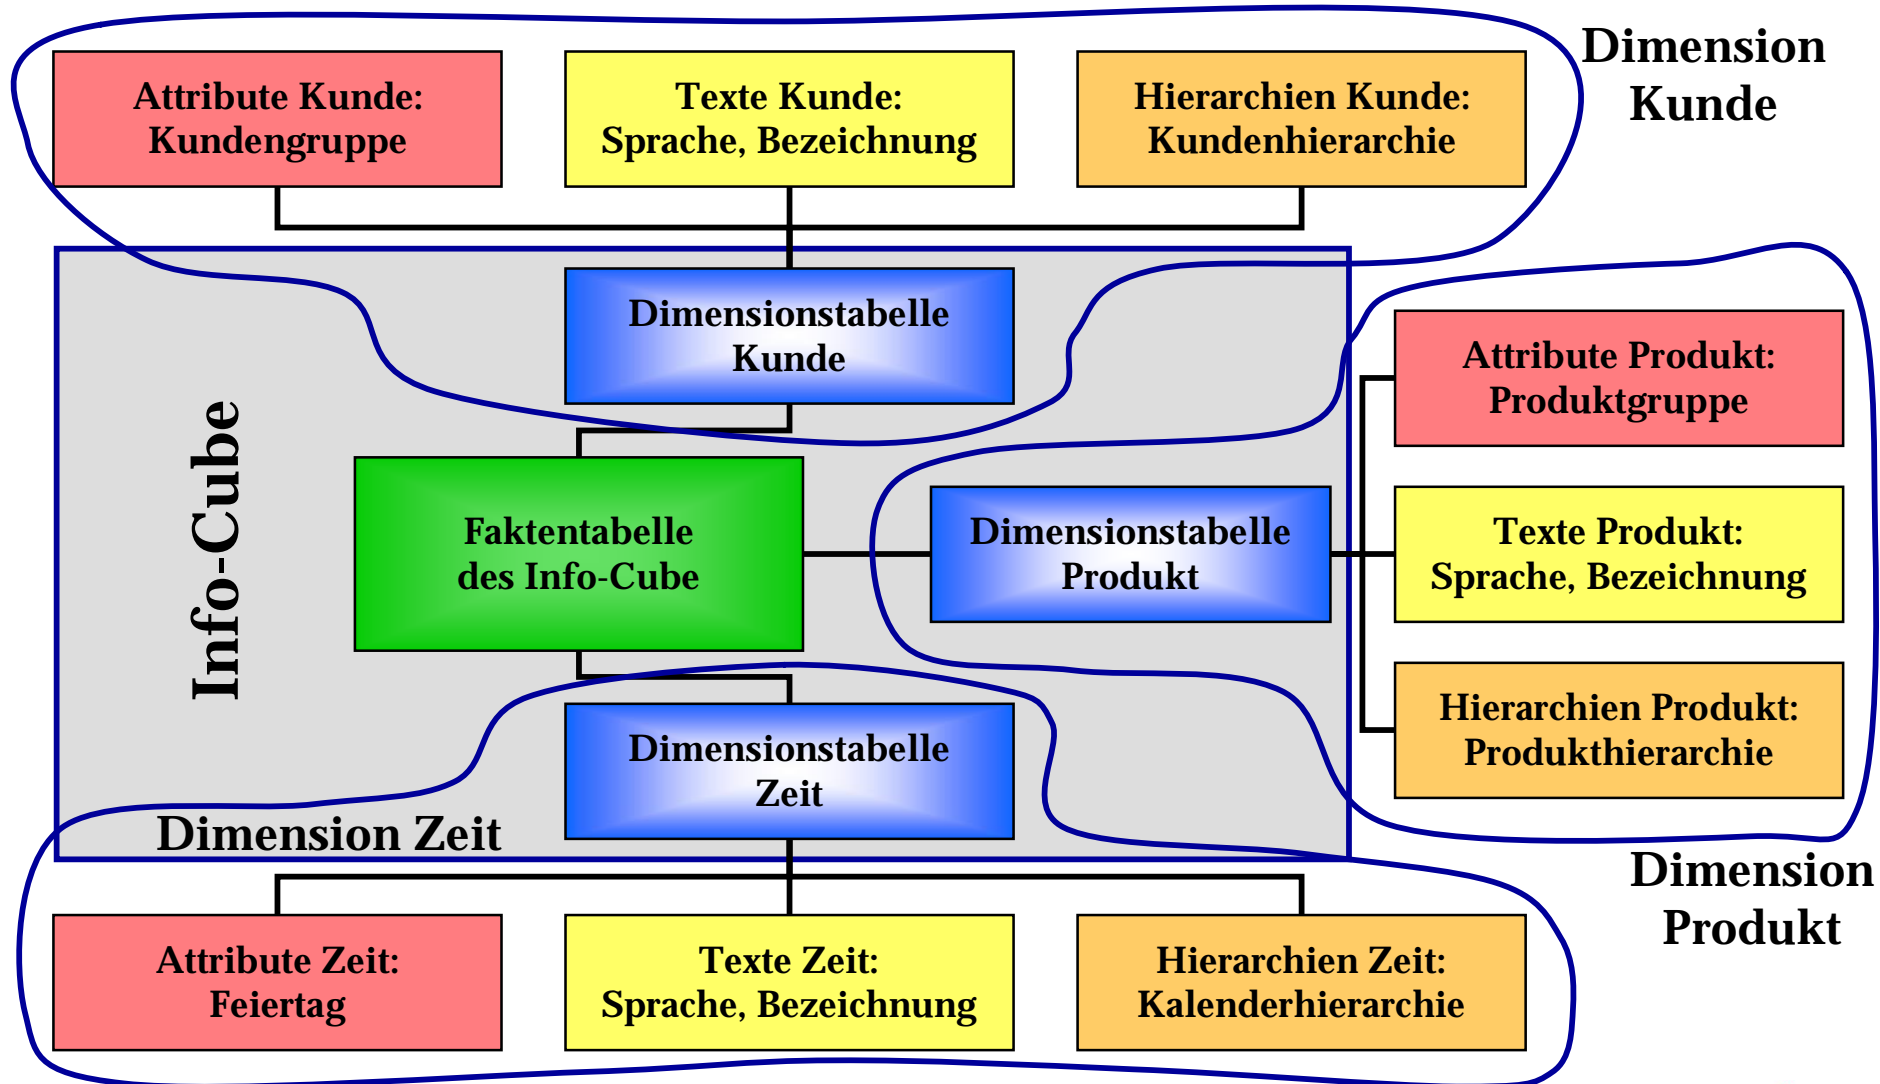 Dimension
Kunde
Attribute Kunde:
Kundengruppe
Texte Kunde:
Sprache, Bezeichnung
Hierarchien Kunde:
Kundenhierarchie
Dimensionstabelle
Kunde
Info-Cube
Faktentabelle
des Info-Cube
Dimensionstabelle
Produkt
Attribute Produkt:
Produktgruppe
Texte Produkt:
Sprache, Bezeichnung
Hierarchien Produkt:
Produkthierarchie
Dimensionstabelle
Zeit
Dimension Zeit
Dimension
Produkt
Attribute Zeit:
Feiertag
Texte Zeit:
Sprache, Bezeichnung
Hierarchien Zeit:
Kalenderhierarchie